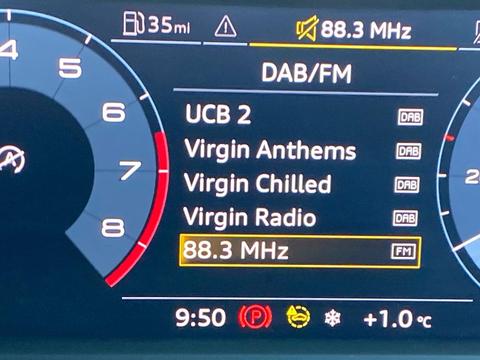 35mi
88.3 MHz
DAB/FM
UCB 2 DAB
Virgin Anthems DAB
Virgin Chilled DAB
Virgin Radio DAB
88.3 MHz FM
4
5
6
7
8
A
2
9:50 P +1.0 °C